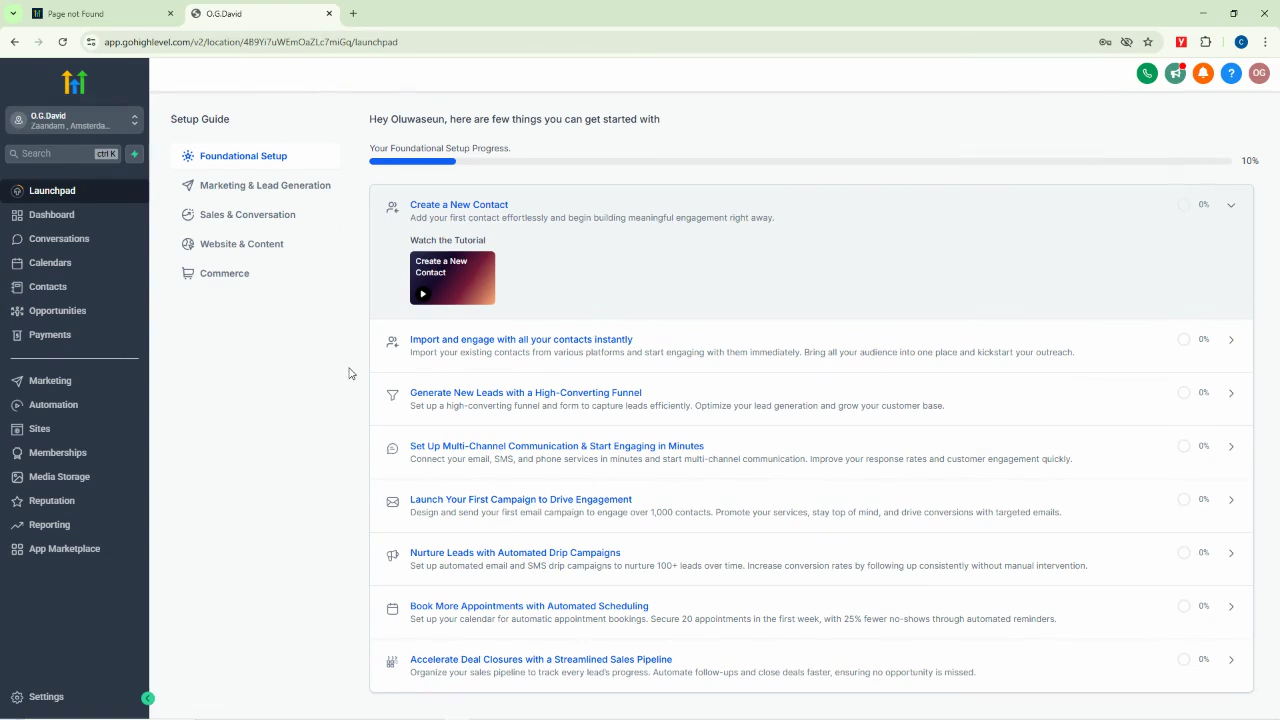 Page not Found
O.G.David
app.gohighlevel.com/v2/location/4B9Yi7uWEmOaZLc7miGq/launchpad
O.G.David
Zaandam , Amsterda...
Search
ctrl K
Launchpad
Dashboard
Conversations
Calendars
Contacts
Opportunities
Payments
Marketing
Automation
Sites
Memberships
Media Storage
Reputation
Reporting
App Marketplace
Settings
OG
Setup Guide
Foundational Setup
Marketing & Lead Generation
Sales & Conversation
Website & Content
Commerce
Hey Oluwaseun, here are few things you can get started with
Your Foundational Setup Progress.
10%
Create a New Contact
0%
Add your first contact effortlessly and begin building meaningful engagement right away.
Watch the Tutorial
Create a New
Contact
Import and engage with all your contacts instantly
0%
Import your existing contacts from various platforms and start engaging with them immediately. Bring all your audience into one place and kickstart your outreach.
Generate New Leads with a High-Converting Funnel
0%
Set up a high-converting funnel and form to capture leads efficiently. Optimize your lead generation and grow your customer base.
Set Up Multi-Channel Communication & Start Engaging in Minutes
0%
Connect your email, SMS, and phone services in minutes and start multi-channel communication. Improve your response rates and customer engagement quickly.
Launch Your First Campaign to Drive Engagement
0%
Design and send your first email campaign to engage over 1,000 contacts. Promote your services, stay top of mind, and drive conversions with targeted emails.
Nurture Leads with Automated Drip Campaigns
0%
Set up automated email and SMS drip campaigns to nurture 100+ leads over time. Increase conversion rates by following up consistently without manual intervention.
Book More Appointments with Automated Scheduling
0%
Set up your calendar for automatic appointment bookings. Secure 20 appointments in the first week, with 25% fewer no-shows through automated reminders.
Accelerate Deal Closures with a Streamlined Sales Pipeline
0%
Organize your sales pipeline to track every lead's progress. Automate follow-ups and close deals faster, ensuring no opportunity is missed.